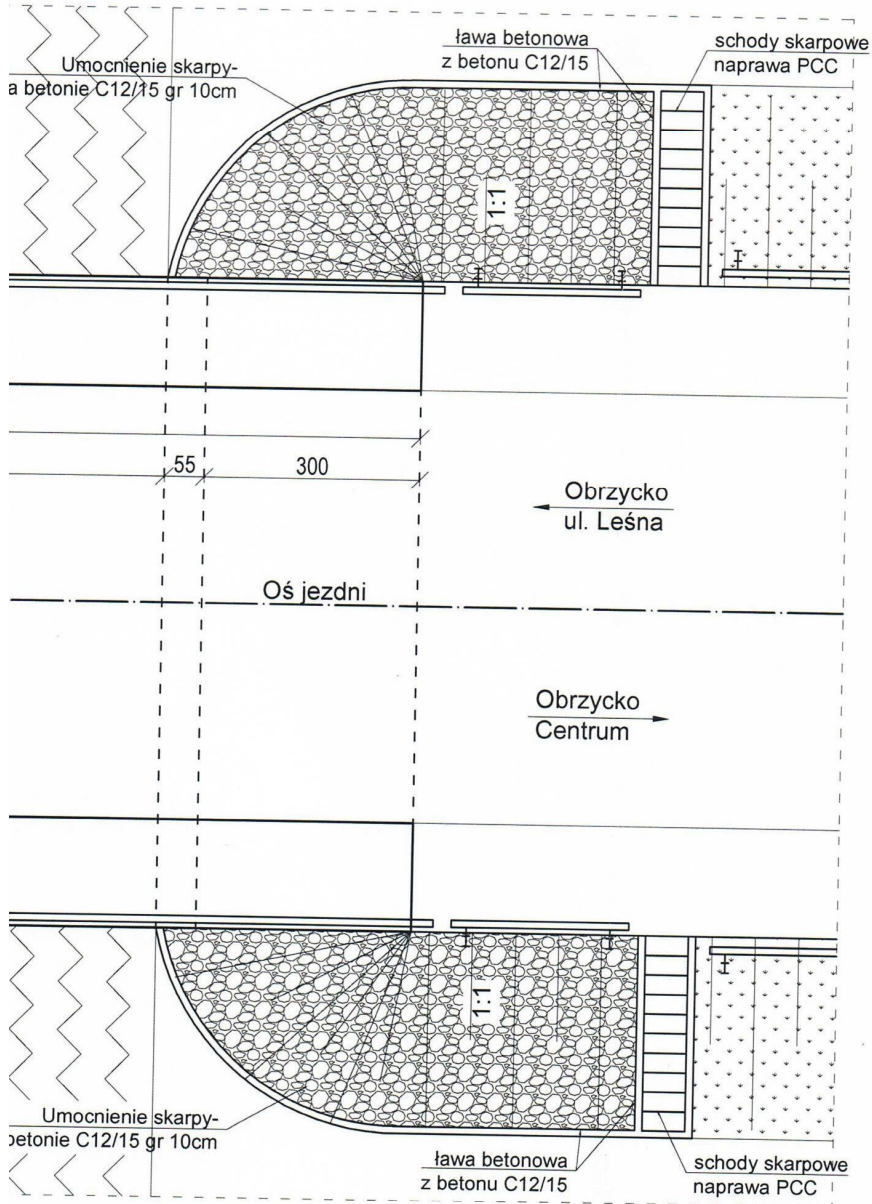 Umocnienie skarpy-
a betonie C12/15 gr 10cm
ława betonowa
z betonu C12/15
schody skarpowe
naprawa PCC
1:1
55
300
Obrzycko
ul. Leśna
Oś jezdni
Obrzycko
Centrum
1:1
Umocnienie skarpy-
betonie C12/15 gr 10cm
ława betonowa
z betonu C12/15
schody skarpowe
naprawa PCC